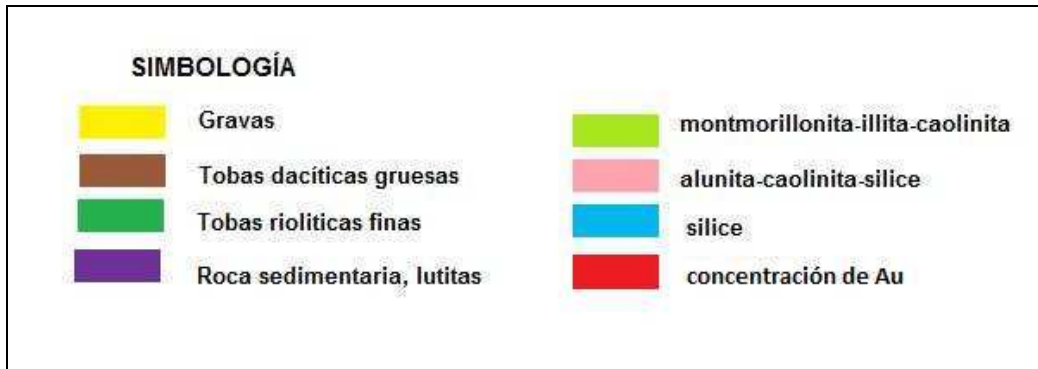 SIMBOLOGÍA
Gravas
Tobas dacíticas gruesas
Tobas rioliticas finas
Roca sedimentaria, lutitas
montmorillonita-illita-caolinita
alunita-caolinita-silice
silice
concentración de Au